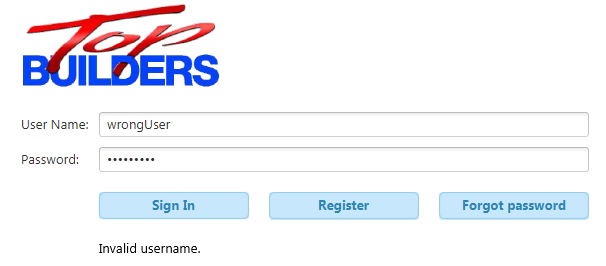 Top
BUILDERS
User Name: wrongUser
Password: •••••••••
Sign In Register Forgot password
Invalid username.